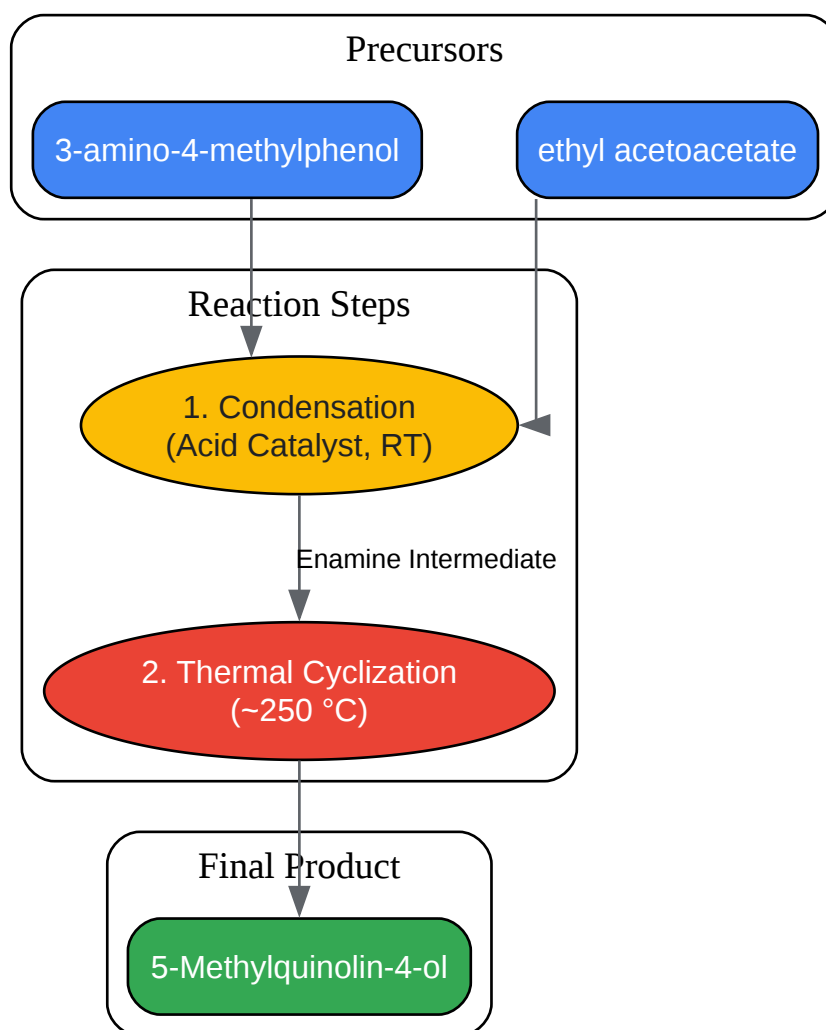 Precursors
3-amino-4-methylphenol
ethyl acetoacetate
Reaction Steps
1. Condensation
(Acid Catalyst, RT)
Enamine Intermediate
2. Thermal Cyclization
(~250 °C)
Final Product
5-Methylquinolin-4-ol